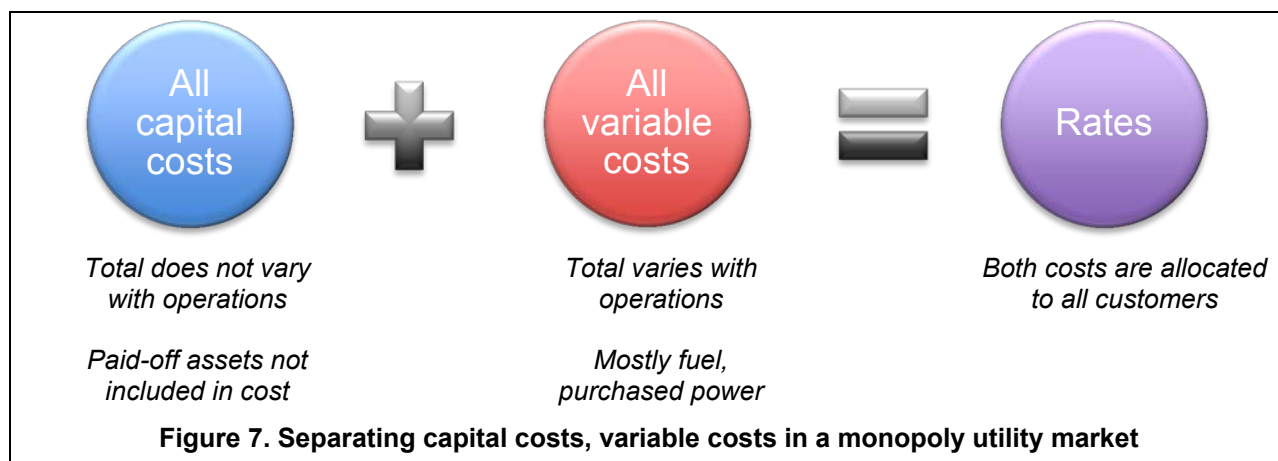 All
capital
costs
All
variable
costs
Rates
Total does not vary
with operations
Paid-off assets not
included in cost
Total varies with
operations
Mostly fuel,
purchased power
Both costs are allocated
to all customers
Figure 7. Separating capital costs, variable costs in a monopoly utility market